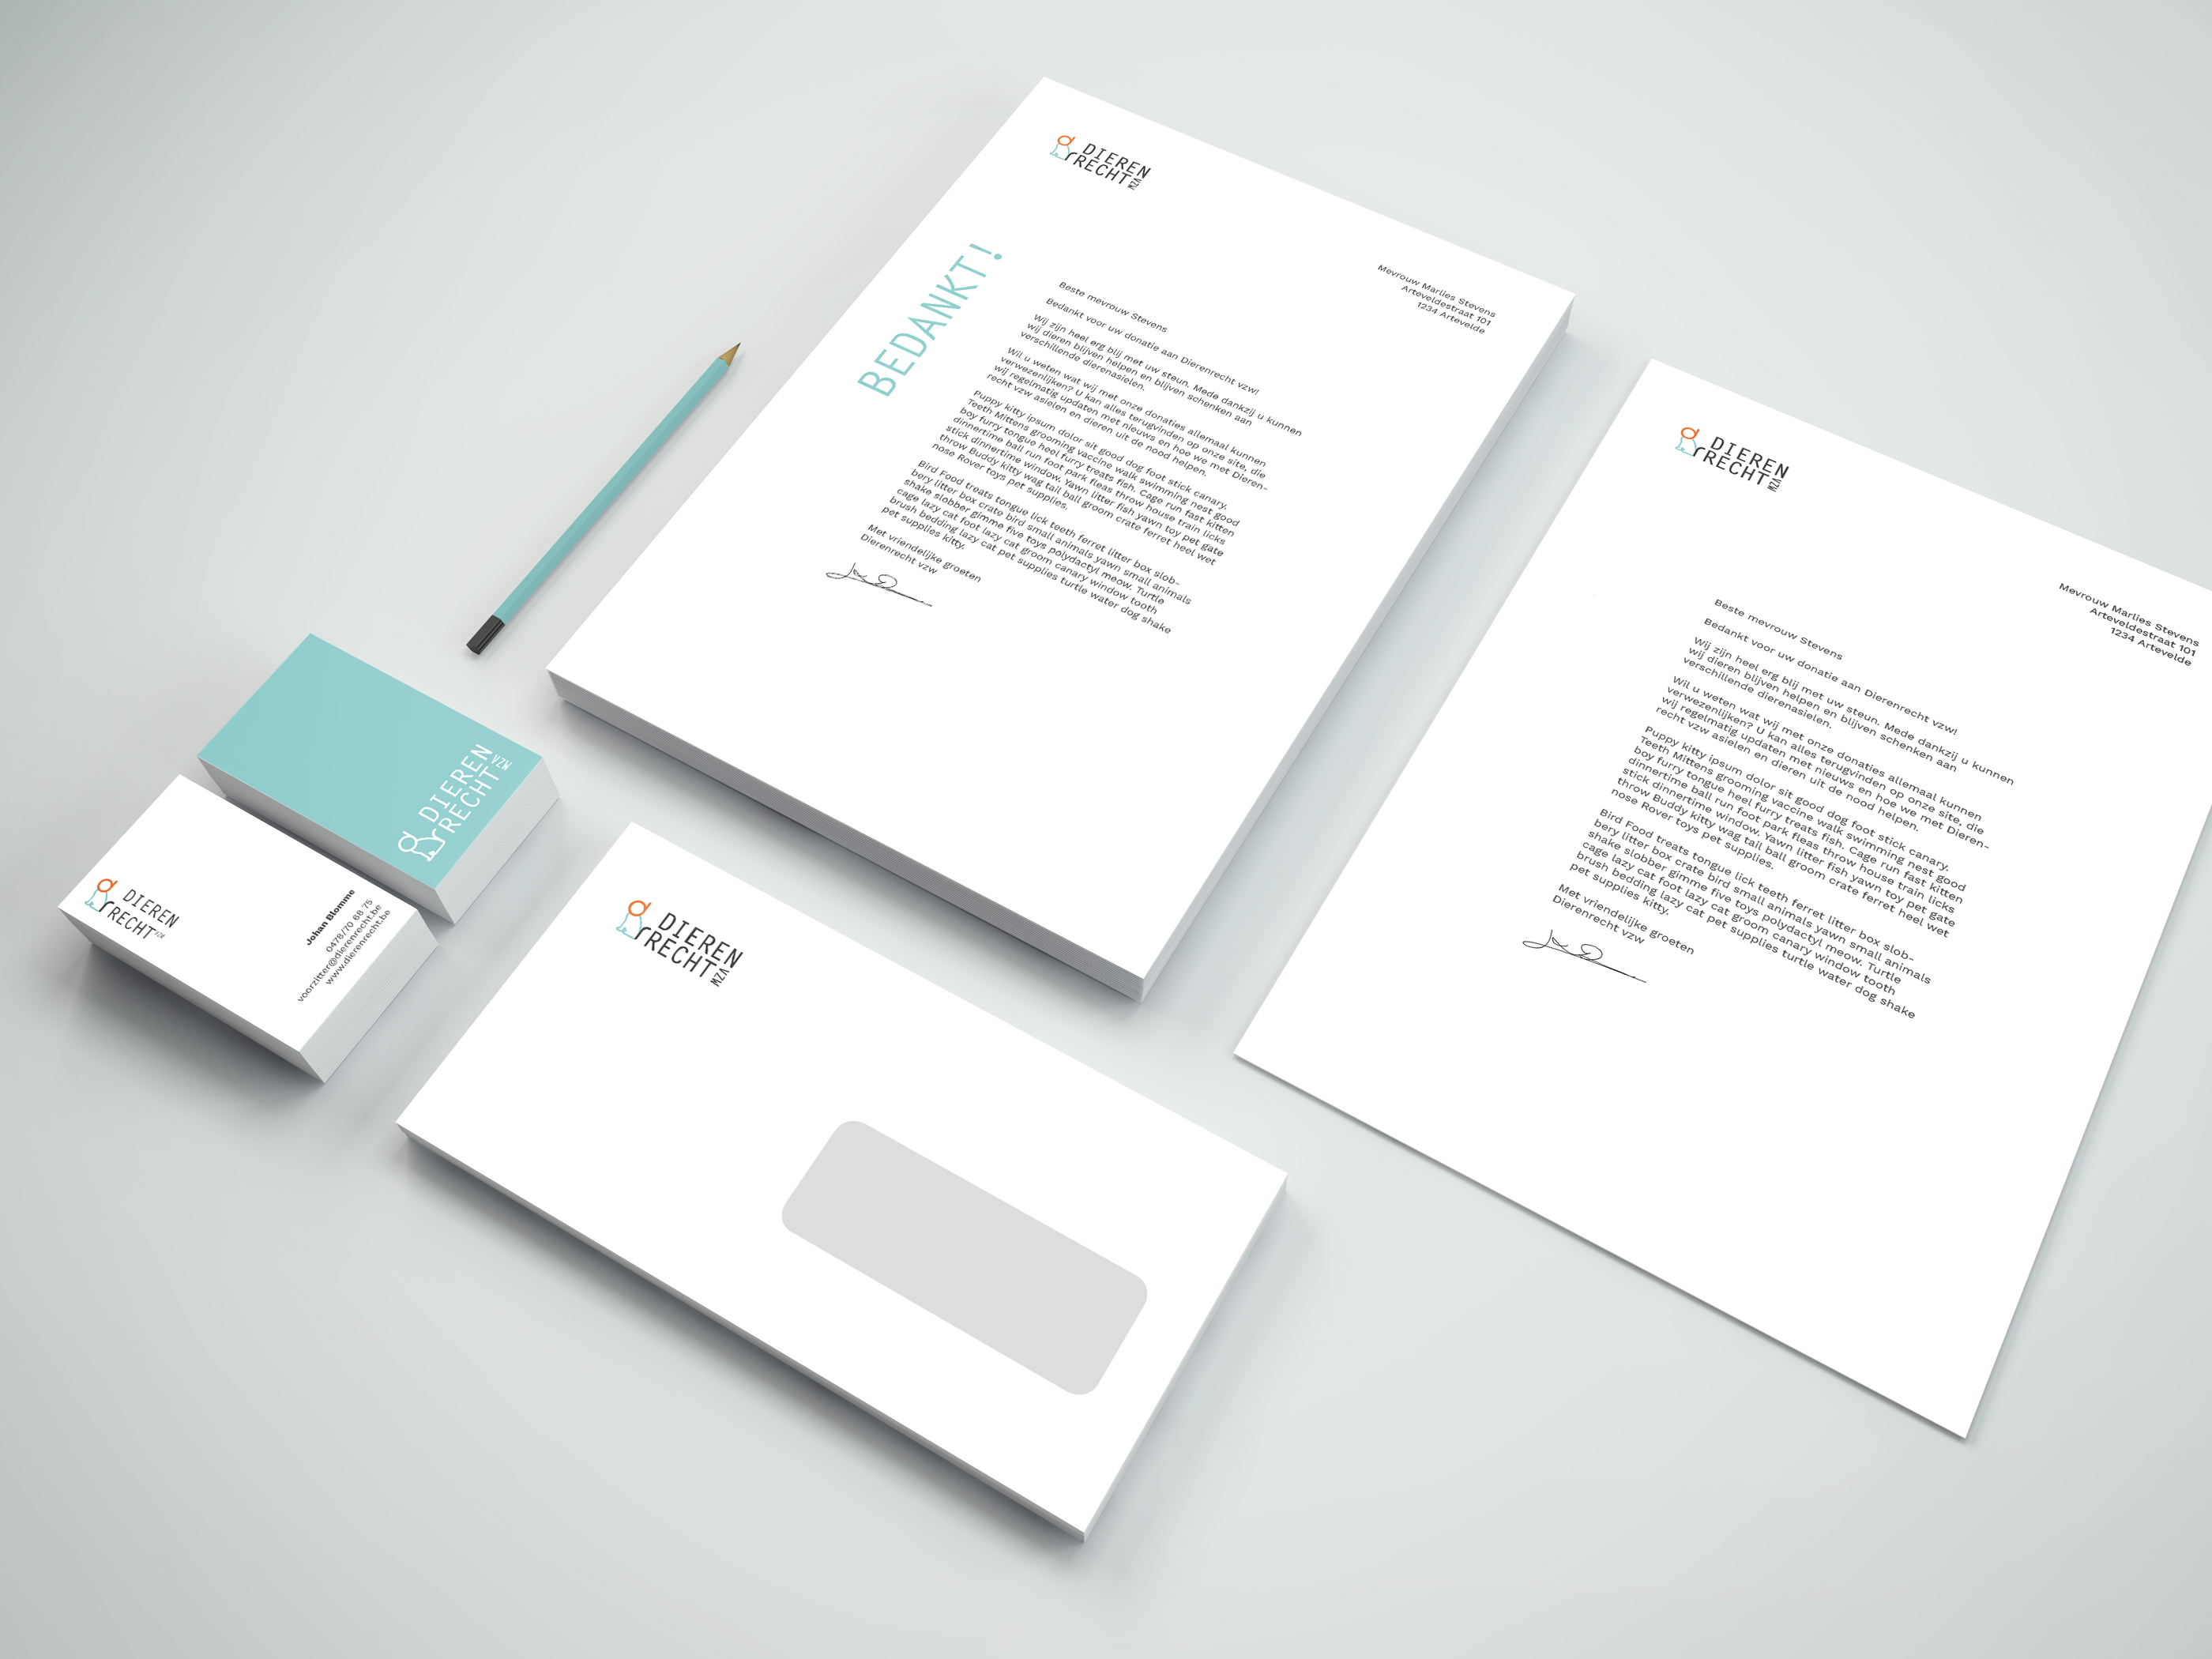 DIEREN
RECHT
VZW
BEDANKT!
Mevrouw Marlies Stevens
Arteveldestraat 101
1234 Artevelde
Beste mevrouw Stevens
Bedankt voor uw donatie aan Dierenrecht vzw!
Wij zijn heel erg blij met uw steun. Mede dankzij u kunnen
wij dieren blijven helpen en blijven schenken aan
verschillende dierenasielen.
Wil u weten wat wij met onze donaties allemaal kunnen
verwezenlijken? U kan alles terugvinden op onze site, die
wij regelmatig updaten met nieuws en hoe we met Dieren-
recht vzw asielen en dieren uit de nood helpen.
Puppy kitty ipsum dolor sit good dog foot stick canary.
Teeth Mittens grooming vaccine walk swimming nest good
boy furry tongue heel furry treats fish. Cage run fast kitten
dinnertime ball run foot park fleas throw house train licks
stick dinnertime window. Yawn litter fish yawn toy pet gate
throw Buddy kitty wag tail ball groom crate ferret heel wet
nose Rover toys pet supplies.
Bird Food treats tongue lick teeth ferret litter box slob-
bery litter box crate bird small animals yawn small animals
shake slobber gimme five toys polydactyl meow. Turtle
cage lazy cat foot lazy cat groom canary window tooth
brush bedding lazy cat pet supplies turtle water dog shake
pet supplies kitty.
Met vriendelijke groeten
Dierenrecht vzw
DIEREN
RECHT
VZW
Mevrouw Marlies Stevens
Arteveldestraat 101
1234 Artevelde
Beste mevrouw Stevens
Bedankt voor uw donatie aan Dierenrecht vzw!
Wij zijn heel erg blij met uw steun. Mede dankzij u kunnen
wij dieren blijven helpen en blijven schenken aan
verschillende dierenasielen.
Wil u weten wat wij met onze donaties allemaal kunnen
verwezenlijken? U kan alles terugvinden op onze site, die
wij regelmatig updaten met nieuws en hoe we met Dieren-
recht vzw asielen en dieren uit de nood helpen.
Puppy kitty ipsum dolor sit good dog foot stick canary.
Teeth Mittens grooming vaccine walk swimming nest good
boy furry tongue heel furry treats fish. Cage run fast kitten
dinnertime ball run foot park fleas throw house train licks
stick dinnertime window. Yawn litter fish yawn toy pet gate
throw Buddy kitty wag tail ball groom crate ferret heel wet
nose Rover toys pet supplies.
Bird Food treats tongue lick teeth ferret litter box slob-
bery litter box crate bird small animals yawn small animals
shake slobber gimme five toys polydactyl meow. Turtle
cage lazy cat foot lazy cat groom canary window tooth
brush bedding lazy cat pet supplies turtle water dog shake
pet supplies kitty.
Met vriendelijke groeten
Dierenrecht vzw
DIEREN
RECHT
VZW
DIEREN
RECHT
VZW
Johan Blomme
0478/70 68 75
voorzitter@dierenrecht.be
www.dierenrecht.be
DIEREN
RECHT
VZW